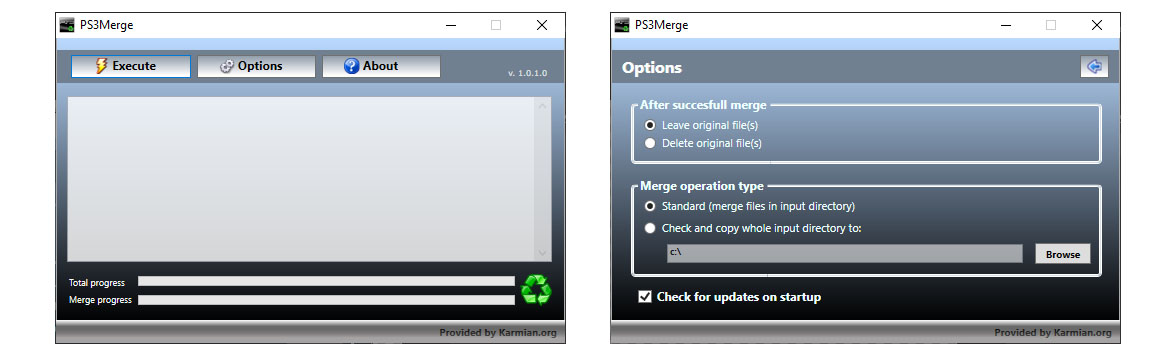 PS3Merge
Execute Options About
v. 1.0.1.0
Total progress
Merge progress
Provided by Karmian.org
PS3Merge
Options
After succesfull merge
Leave original file(s)
Delete original file(s)
Merge operation type
Standard (merge files in input directory)
Check and copy whole input directory to:
c:\ Browse
Check for updates on startup
Provided by Karmian.org